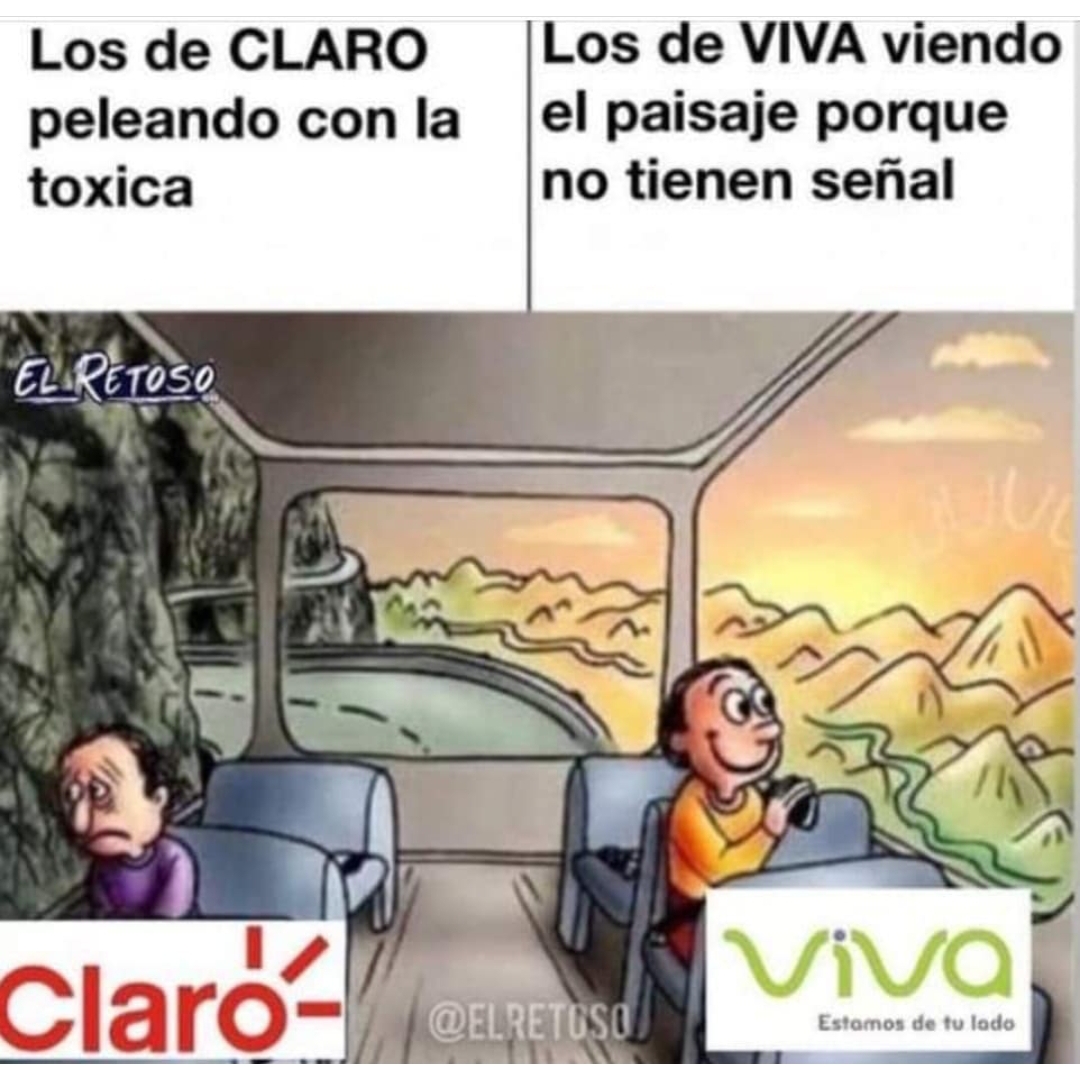 Los de CLARO
peleando con la
toxica
Los de VIVA viendo
el paisaje porque
no tienen señal
EL RETOSO
Claro
viva
Estamos de tu lado
@ELRETOSO